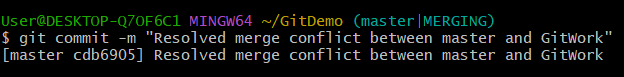 User@DESKTOP-Q7OF6C1 MINGW64 ~/GitDemo (master|MERGING)
$ git commit -m "Resolved merge conflict between master and GitWork"
[master cdb6905] Resolved merge conflict between master and GitWork